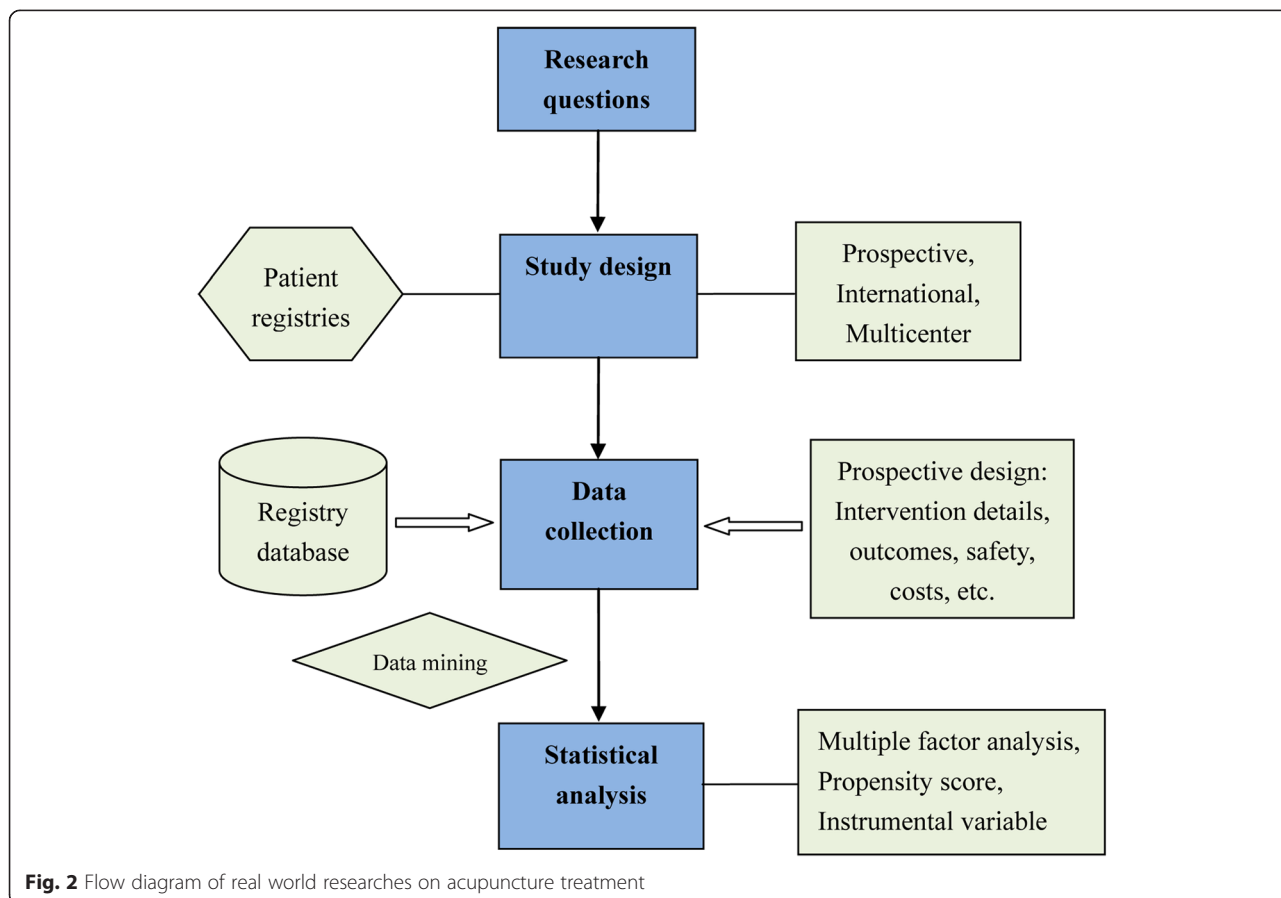 Research
questions
Patient
registries
Study design
Prospective,
International,
Multicenter
Registry
database
Data
collection
Prospective design:
Intervention details,
outcomes, safety,
costs, etc.
Data mining
Statistical
analysis
Multiple factor analysis,
Propensity score,
Instrumental variable
Fig. 2 Flow diagram of real world researches on acupuncture treatment